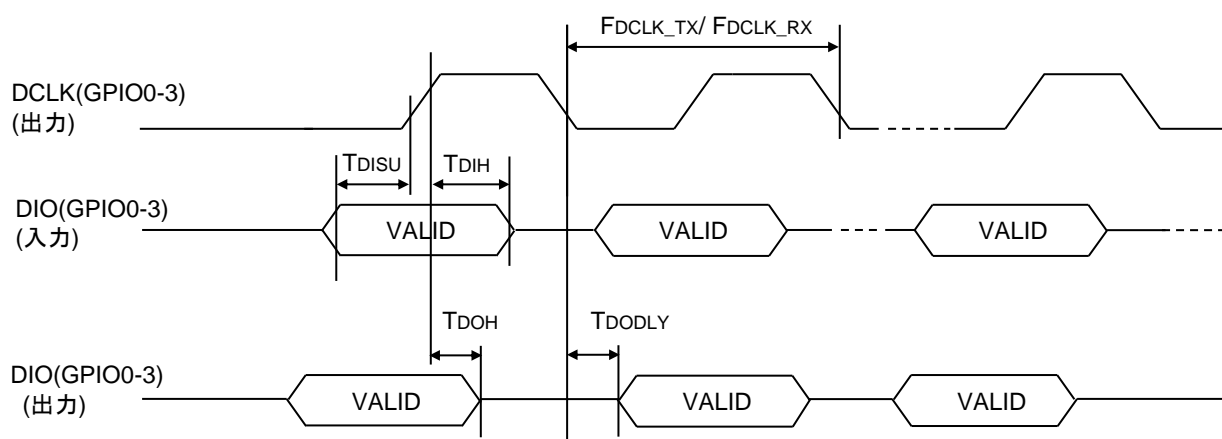 FDCLK_TX/ FDCLK_RX
DCLK(GPIO0-3)
(出力)
TDISU TDIH
DIO(GPIO0-3)
(入力)
VALID VALID VALID
TDOH TDODLY
DIO(GPIO0-3)
(出力)
VALID VALID VALID